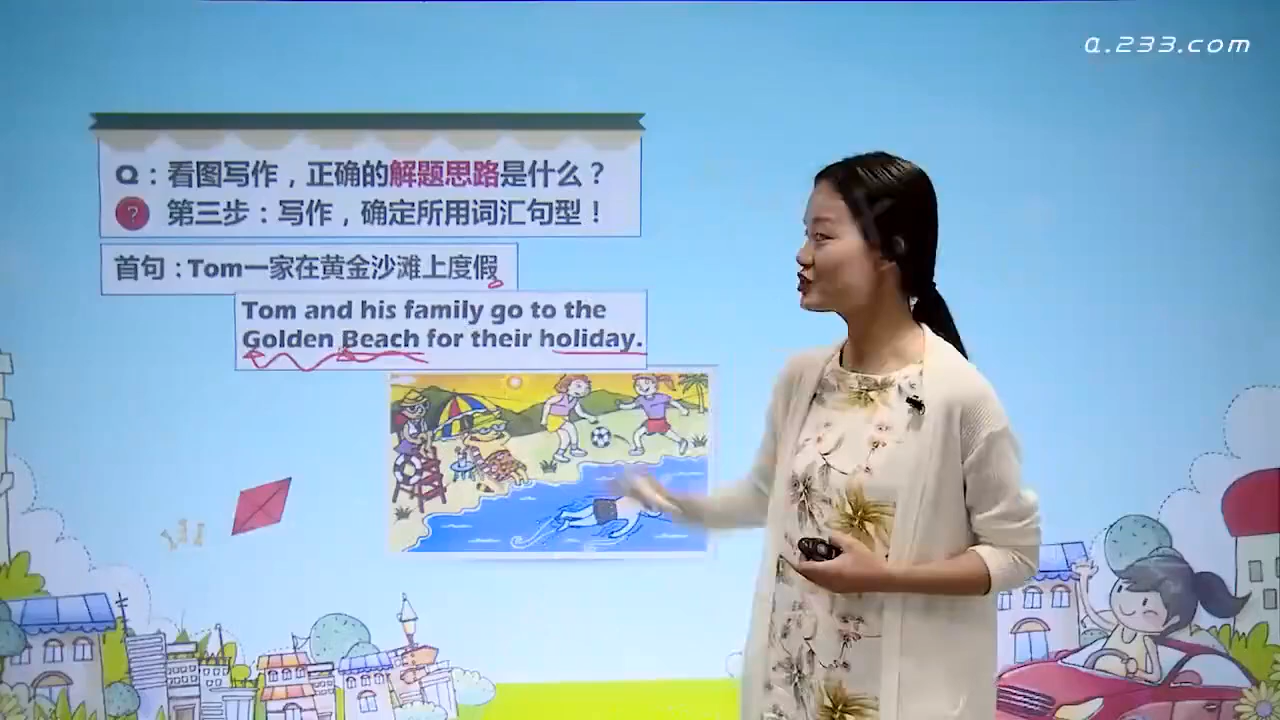 a.233.com
Q：看图写作，正确的解题思路是什么？
? 第三步：写作，确定所用词汇句型！
首句：Tom一家在黄金沙滩上度假
Tom and his family go to the
Golden Beach for their holiday.